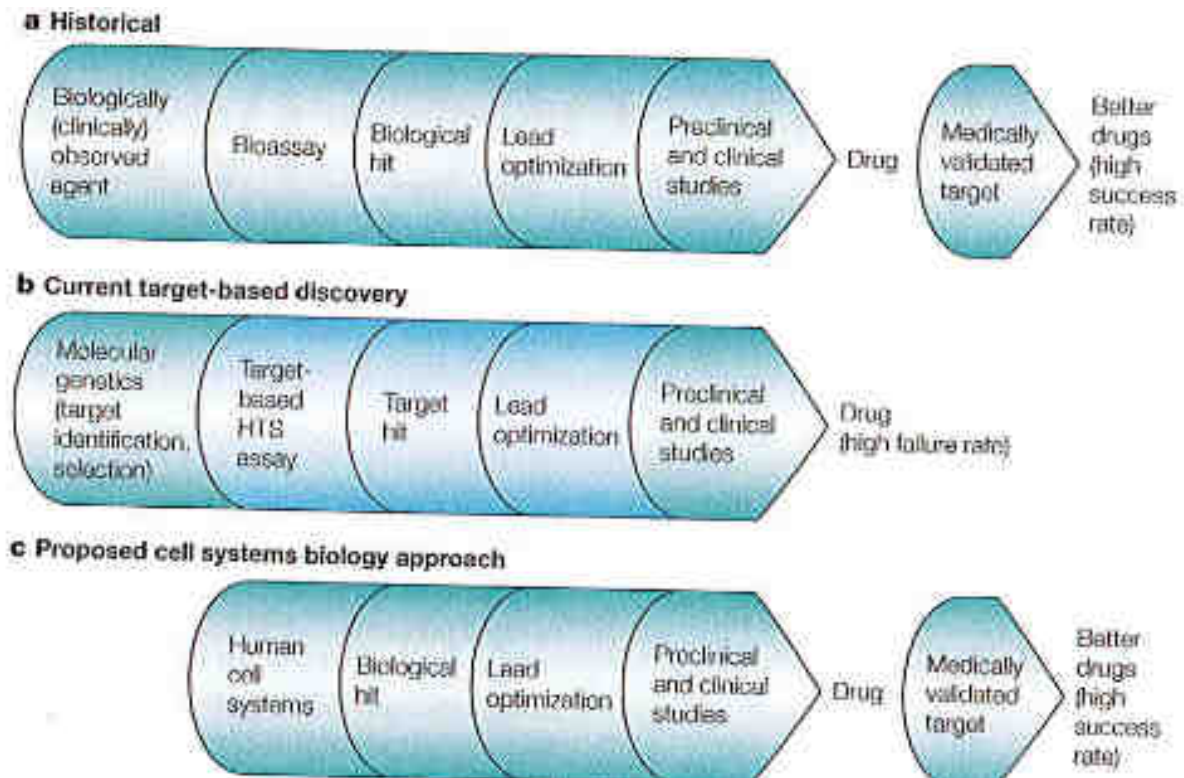 a Historical
Biologically
(clinically)
observed
agent
Bioassay
Biological
hit
Lead
optimization
Preclinical
and clinical
studies
Drug
Medically
validated
target
Better
drugs
(high
success
rate)
b Current target-based discovery
Molecular
genetics
(target
identification,
selection)
Target-
based
HTS
assay
Target
hit
Lead
optimization
Preclinical
and clinical
studies
Drug
(high failure rate)
c Proposed cell systems biology approach
Human
cell
systems
Biological
hit
Lead
optimization
Preclinical
and clinical
studies
Drug
Medically
validated
target
Better
drugs
(high
success
rate)